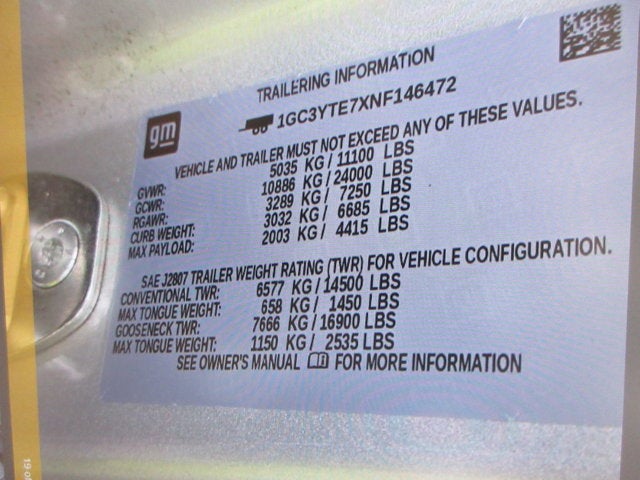 TRAILERING INFORMATION
gm
1GC3YTE7XNF146472
VEHICLE AND TRAILER MUST NOT EXCEED ANY OF THESE VALUES.
GVWR: 5035 KG/11100 LBS
GCWR: 10886 KG/24000 LBS
RGAWR: 3289 KG/ 7250 LBS
CURB WEIGHT: 3032 KG/ 6685 LBS
MAX PAYLOAD: 2003 KG/ 4415 LBS
SAE J2807 TRAILER WEIGHT RATING (TWR) FOR VEHICLE CONFIGURATION.
CONVENTIONAL TWR: 6577 KG/14500 LBS
MAX TONGUE WEIGHT: 658 KG/ 1450 LBS
GOOSENECK TWR: 7666 KG/16900 LBS
MAX TONGUE WEIGHT: 1150 KG/ 2535 LBS
SEE OWNER'S MANUAL FOR MORE INFORMATION